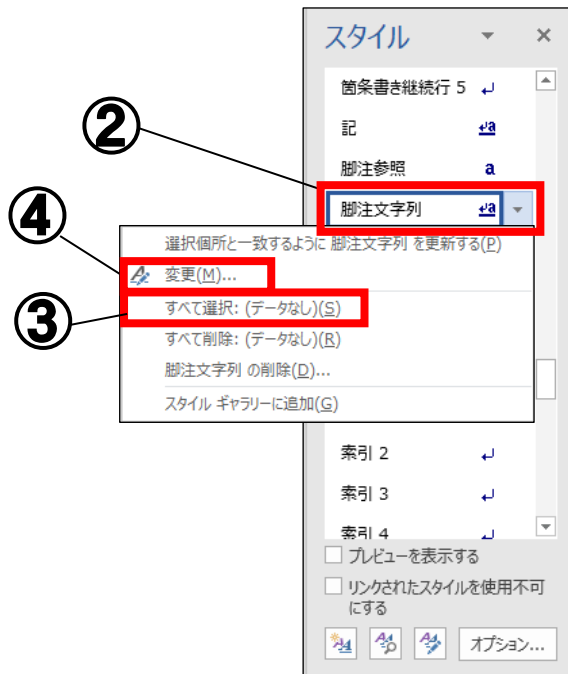 スタイル
箇条書き継続行 5
記
②
脚注参照 a
脚注文字列
④
選択個所と一致するように 脚注文字列 を更新する(P)
変更(M)...
③
すべて選択: (データなし)(S)
すべて削除: (データなし)(R)
脚注文字列 の削除(D)...
スタイル ギャラリーに追加(G)
索引 2
索引 3
索引 4
プレビューを表示する
リンクされたスタイルを使用不可
にする
オプション...